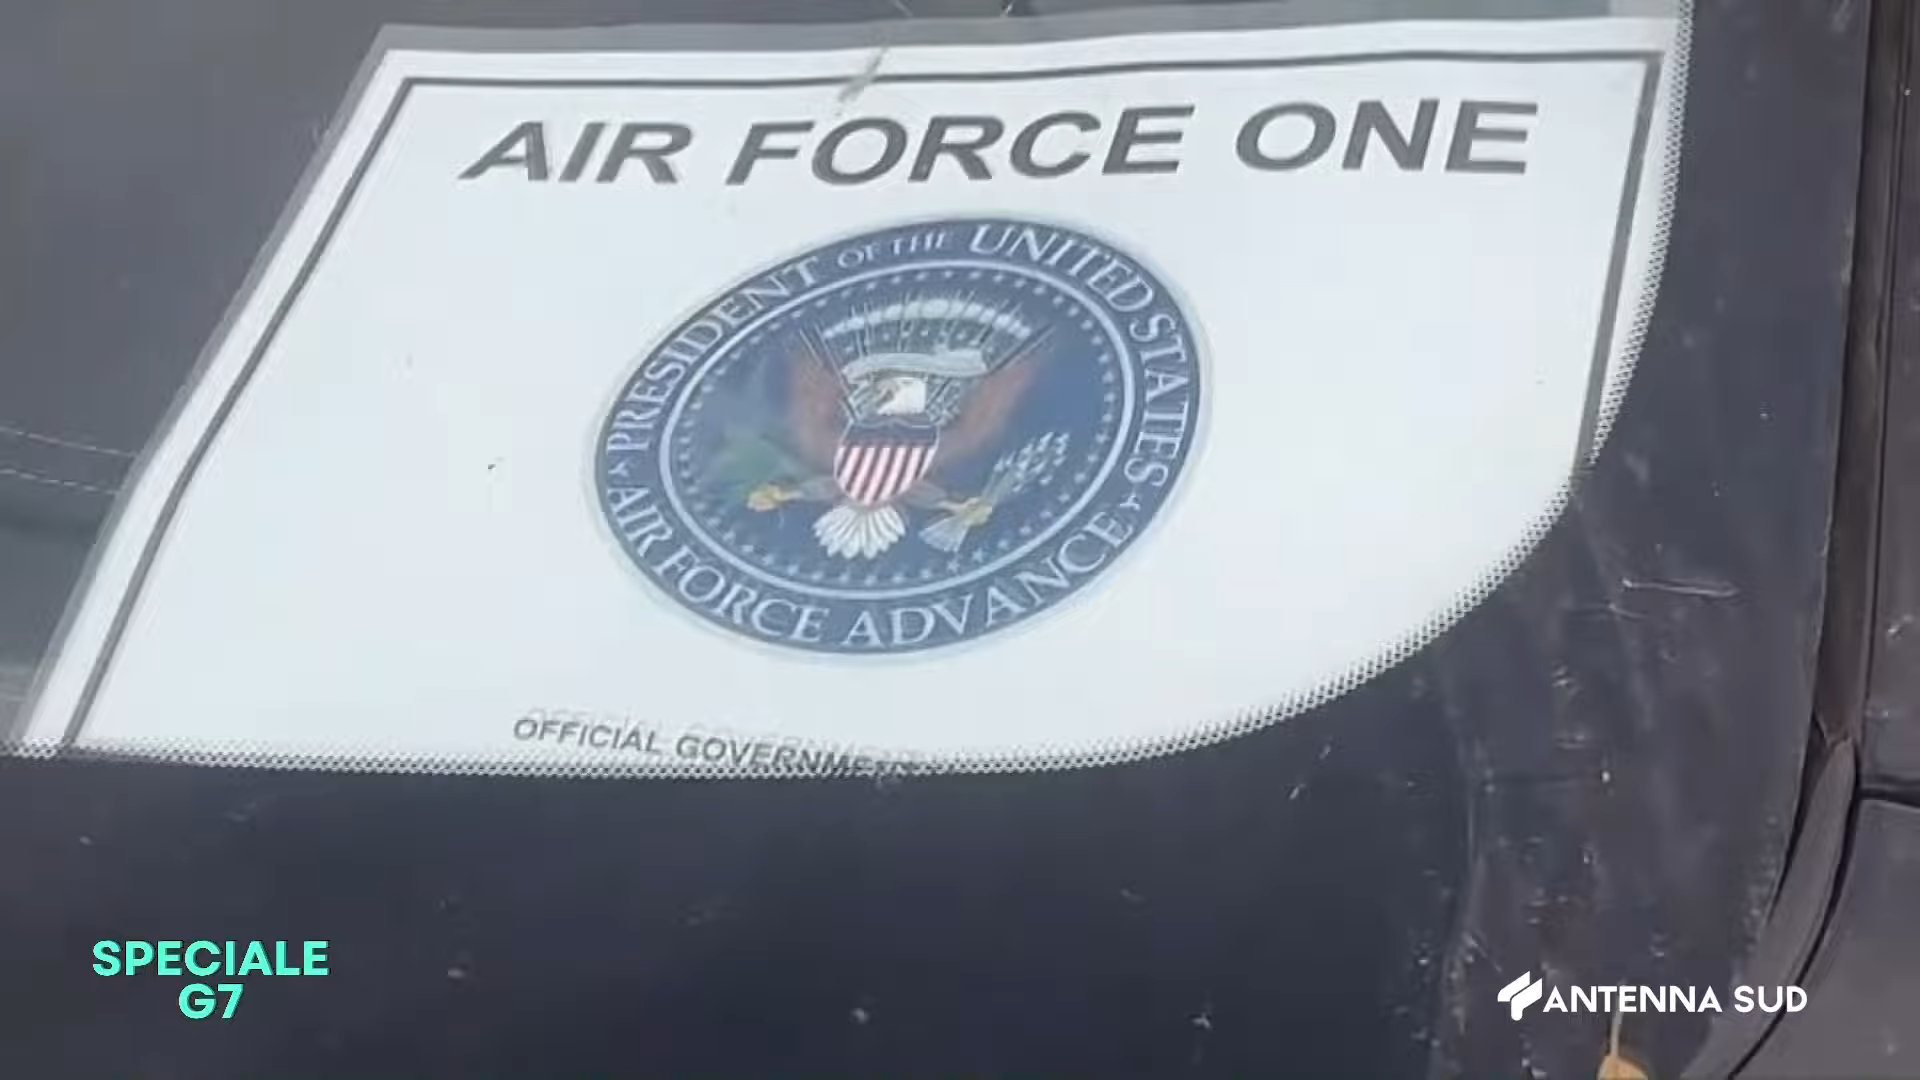 AIR FORCE ONE
PRESIDENT OF THE UNITED STATES
AIR FORCE ADVANCE
OFFICIAL GOVERNMENT
SPECIALE
G7
ANTENNA SUD